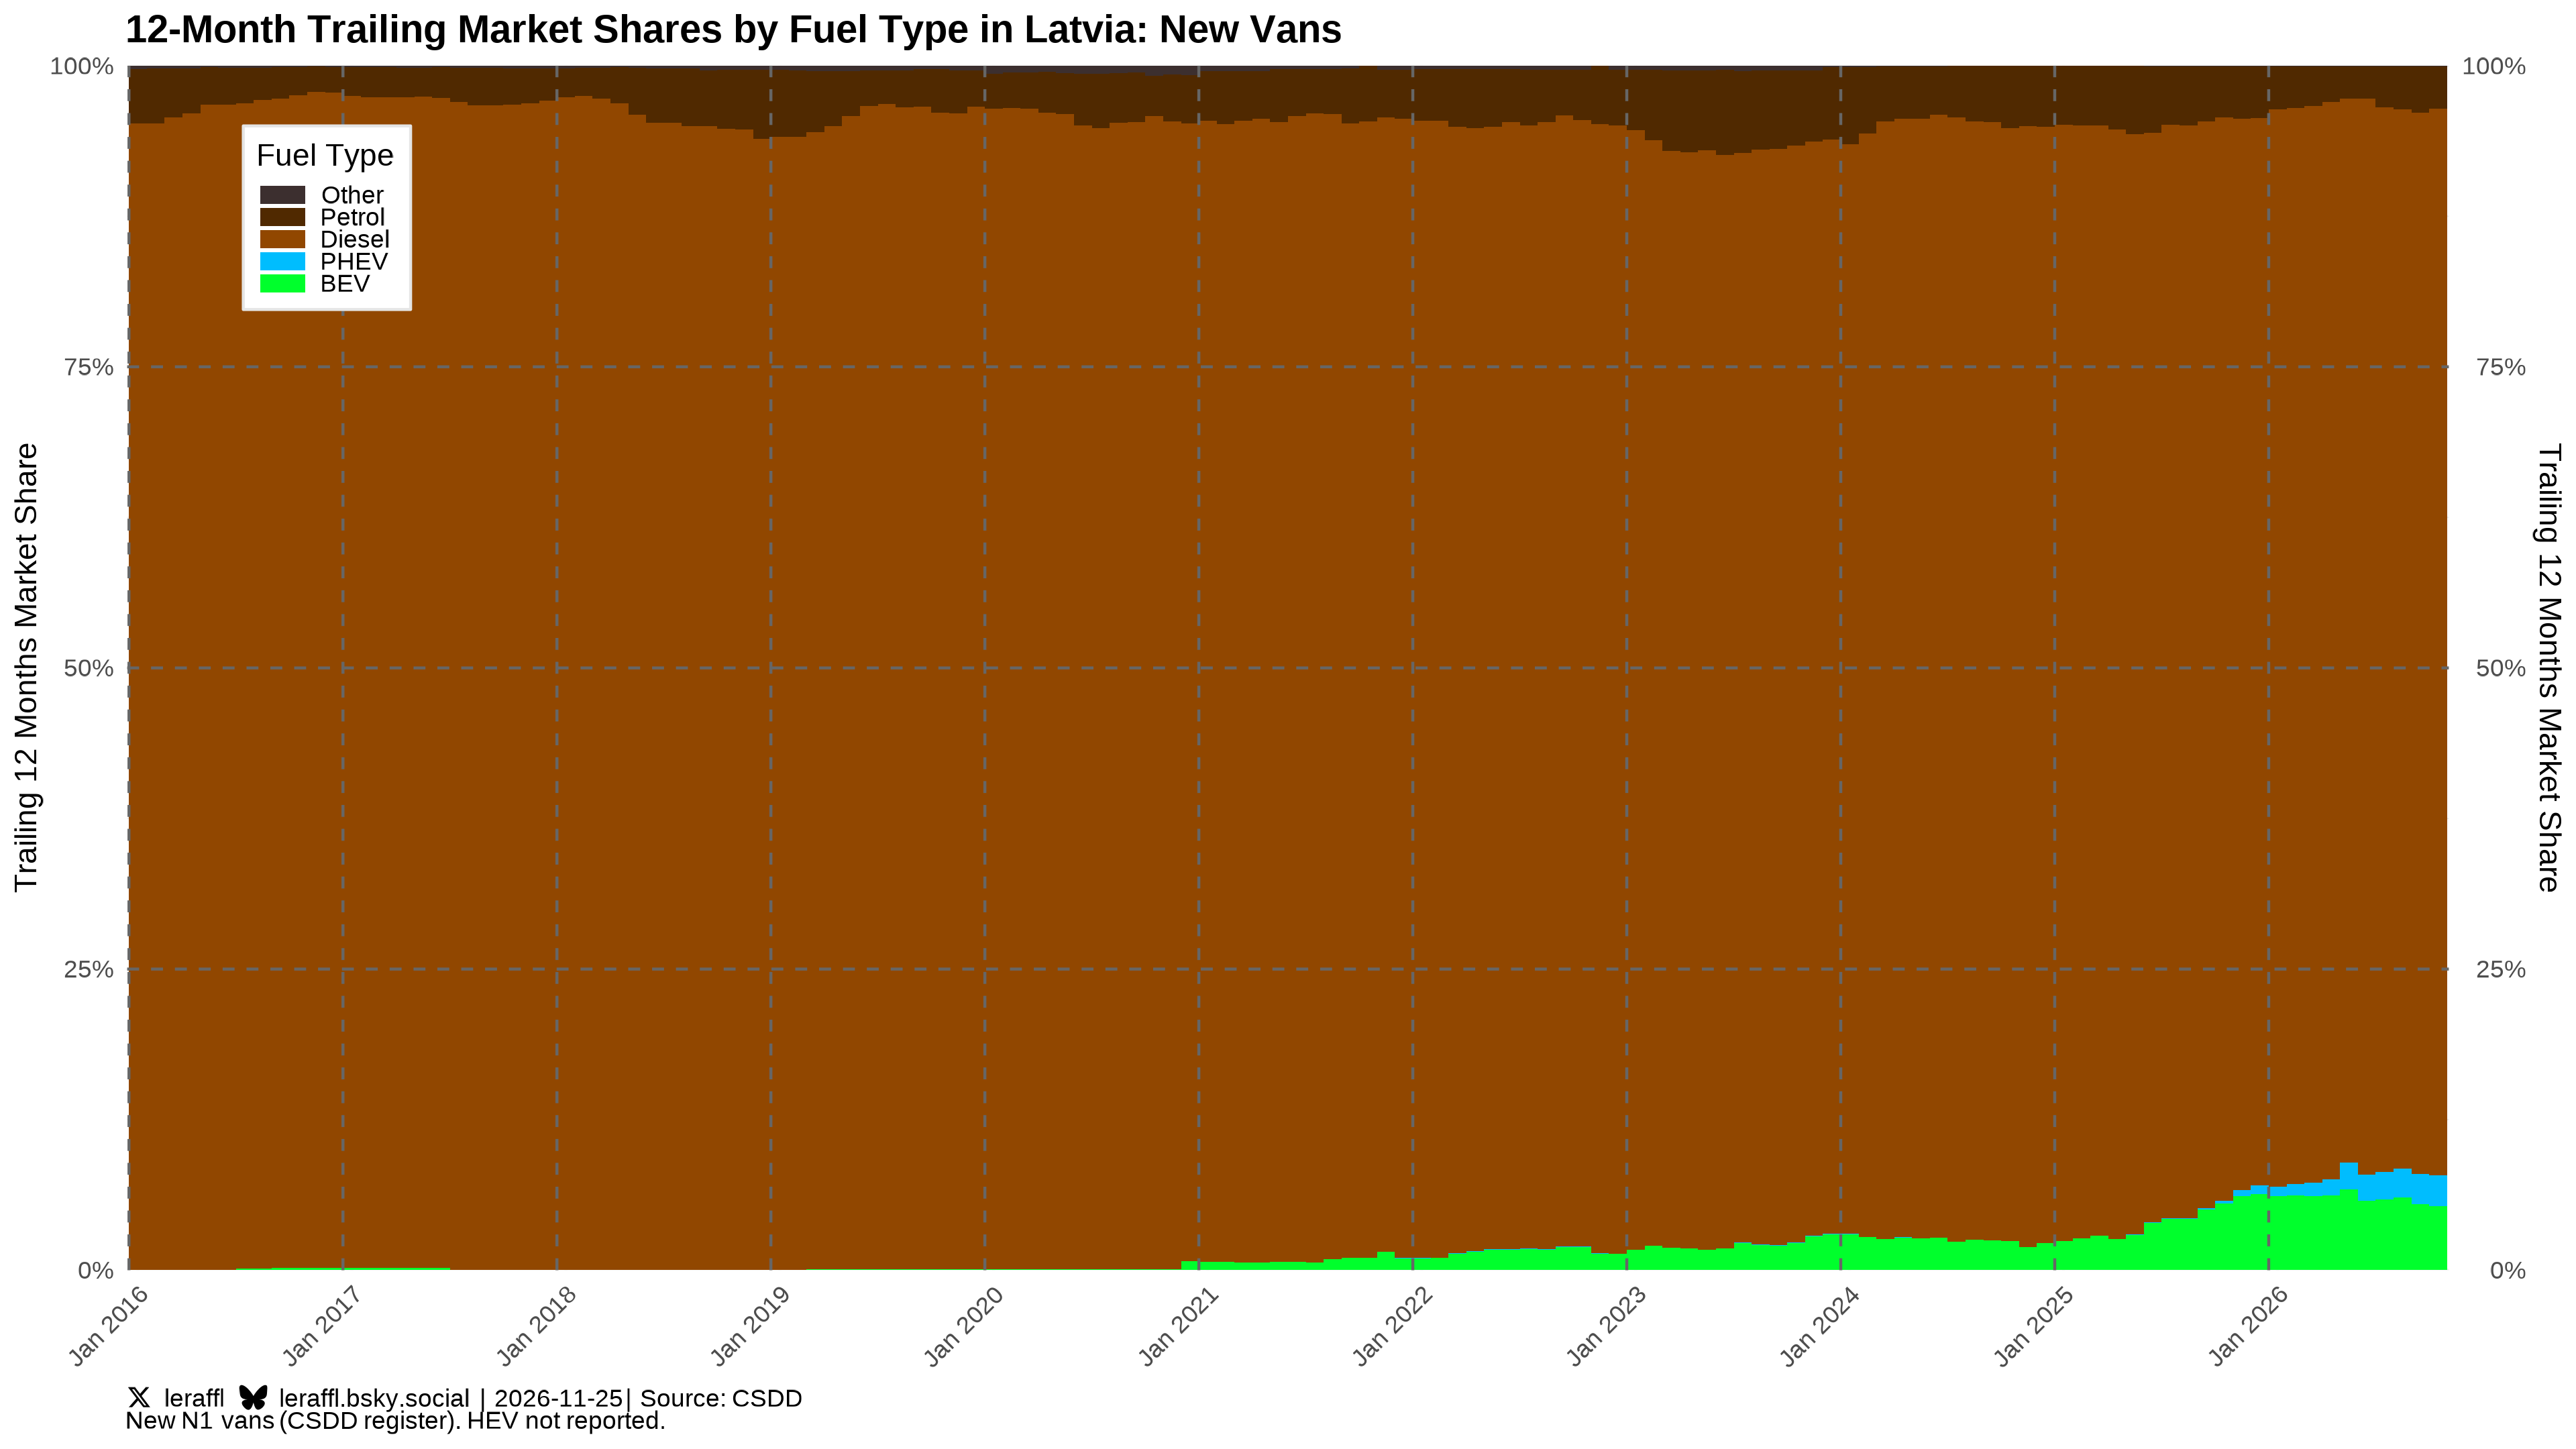 12-Month Trailing Market Shares by Fuel Type in Latvia: New Vans
100%
75%
50%
25%
0%
100%
75%
50%
25%
0%
Trailing 12 Months Market Share
Trailing 12 Months Market Share
Fuel Type
Other
Petrol
Diesel
PHEV
BEV
Jan 2016
Jan 2017
Jan 2018
Jan 2019
Jan 2020
Jan 2021
Jan 2022
Jan 2023
Jan 2024
Jan 2025
Jan 2026
leraffl leraffl.bsky.social | 2026-11-25| Source: CSDD
New N1 vans (CSDD register). HEV not reported.